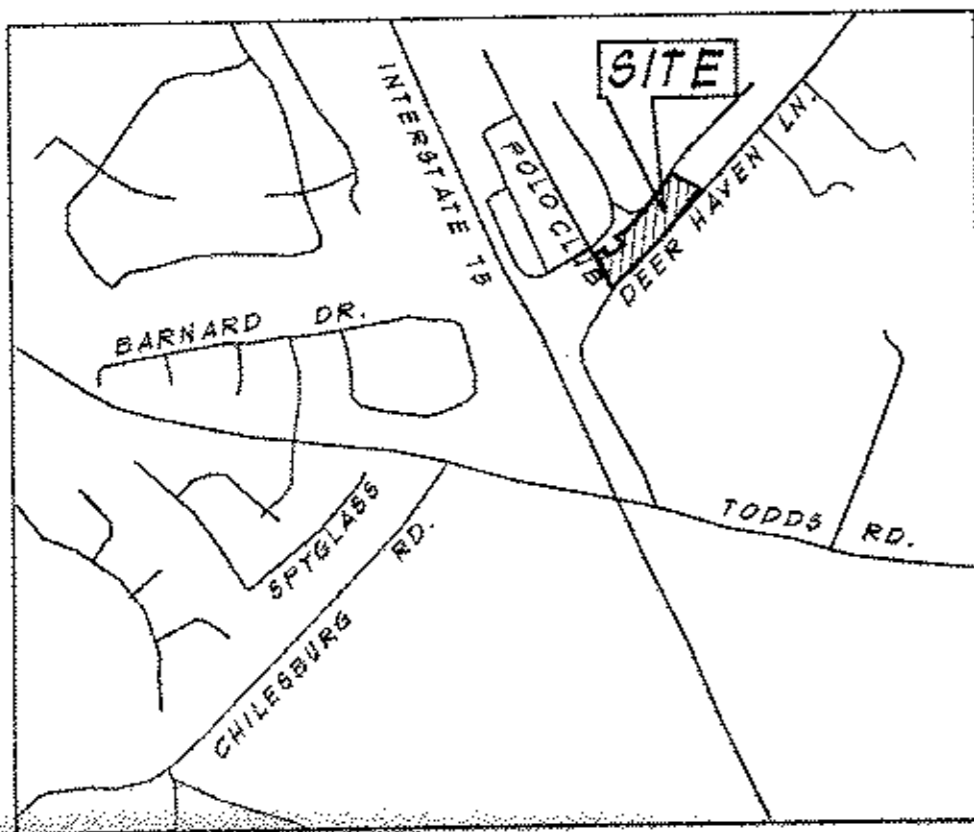 SITE
INTERSTATE 75
POLO CLUB
DEER HAVEN LN.
BARNARD DR.
TODDS RD.
SPYGLASS
CHILESBURG RD.